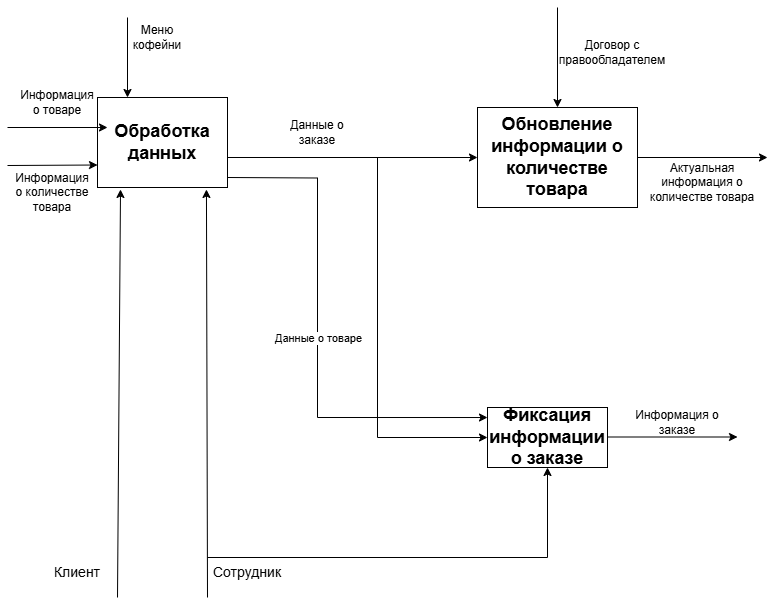 Меню
кофейни
Договор с
правообладателем
Информация
о товаре
Обработка
данных
Данные о
заказе
Обновление
информации о
количестве
товара
Информация
о количестве
товара
Актуальная
информация о
количестве товара
Данные о товаре
Фиксация
информации
о заказе
Информация о
заказе
Клиент
Сотрудник